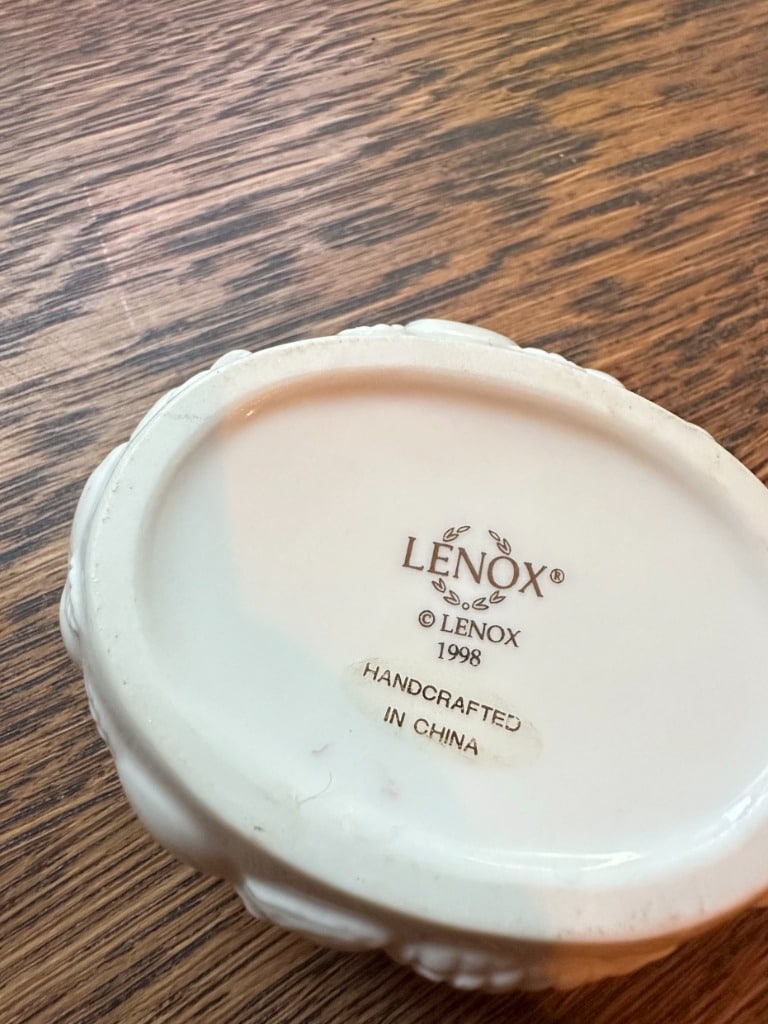 LENOX®
© LENOX
1998
HANDCRAFTED
IN CHINA